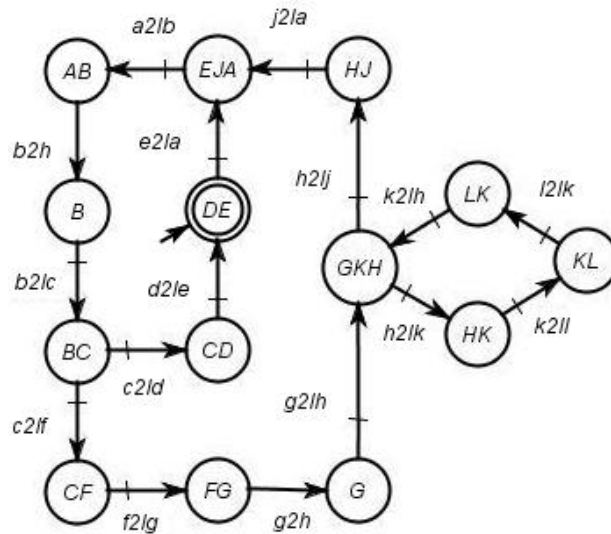 a2lb
j2la
AB
EJA
HJ
b2h
e2la
h2lj
k2lh
LK
l2lk
B
DE
GKH
KL
b2lc
d2le
h2lk
HK
k2ll
BC
c2ld
CD
c2lf
g2lh
CF
f2lg
FG
g2h
G